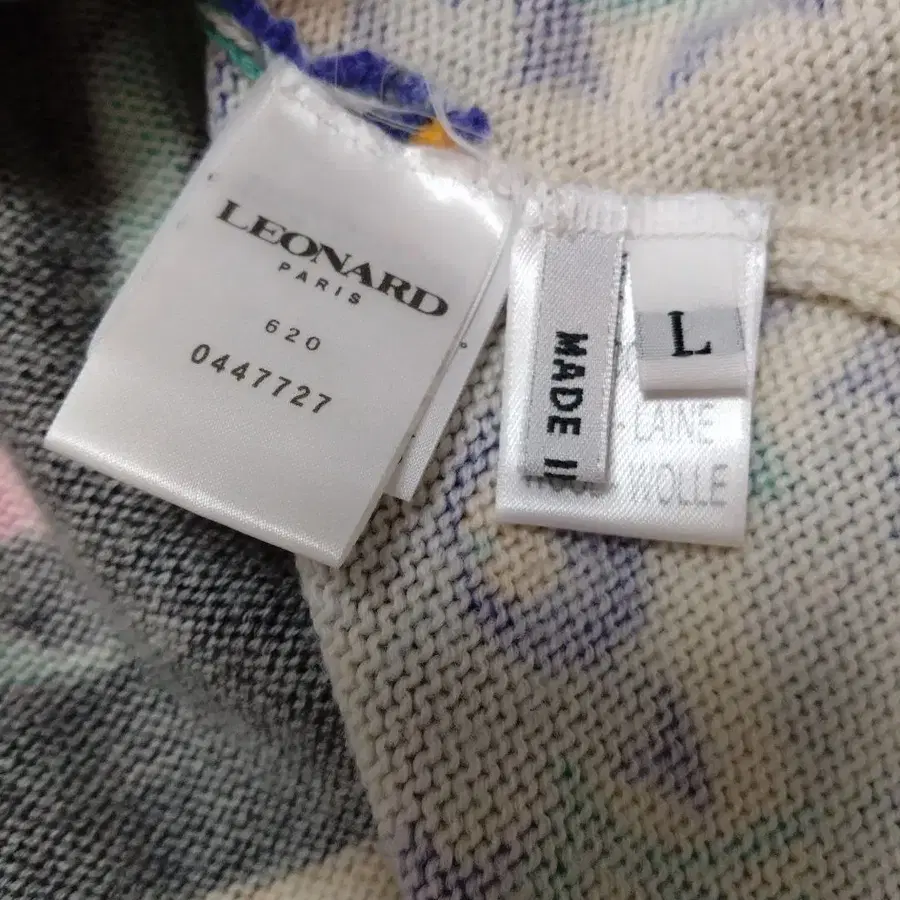 LEONARD
PARIS
620
0447727
MADE I
L
LAINE
WOLLE